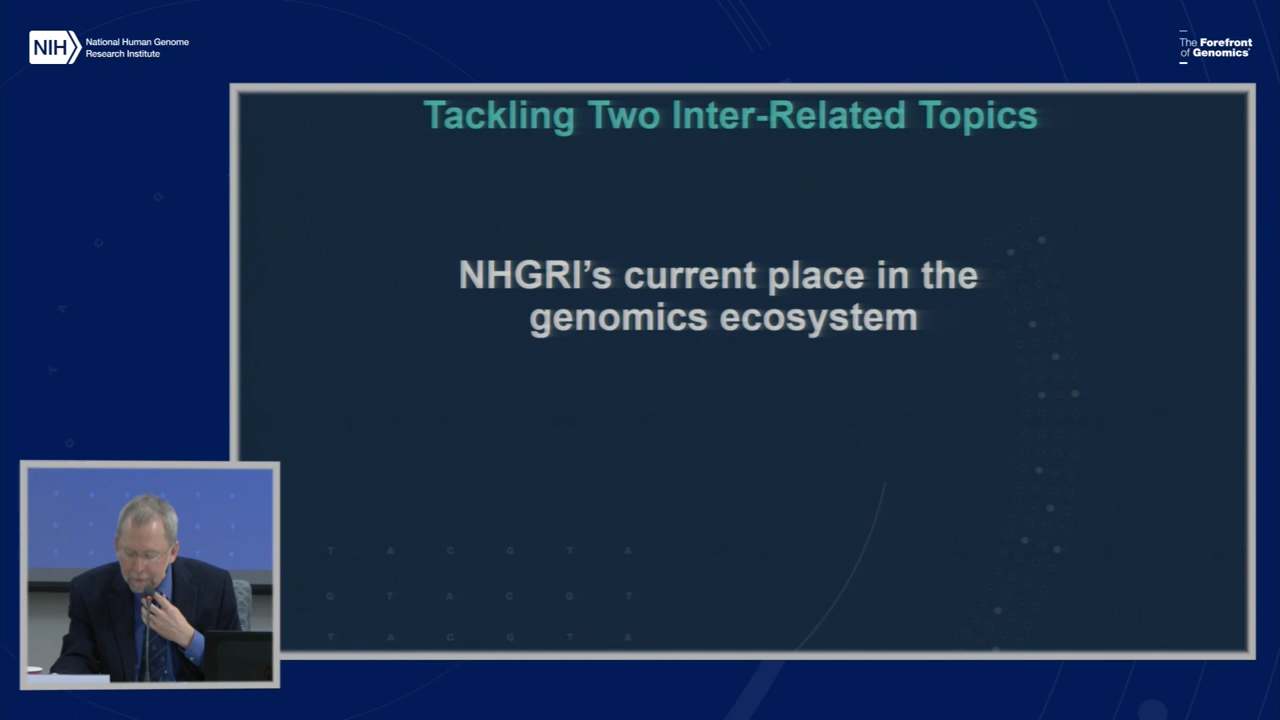 NIH
National Human Genome
Research Institute
The Forefront
of Genomics®
Tackling Two Inter-Related Topics
NHGRI’s current place in the
genomics ecosystem
T A C G T A
G T A C G T
T A C G T A